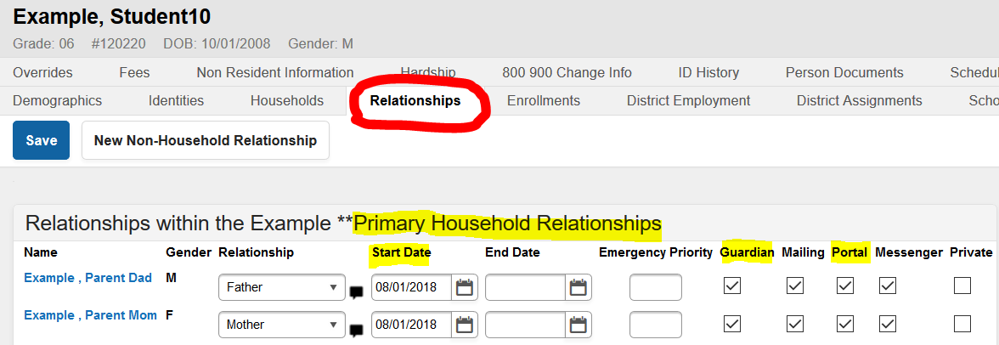 Example, Student10
Grade: 06 #120220 DOB: 10/01/2008 Gender: M
Overrides Fees Non Resident Information Hardship 800 900 Change Info ID History Person Documents Schedul
Demographics Identities Households Relationships Enrollments District Employment District Assignments Scho
Save New Non-Household Relationship
Relationships within the Example **Primary Household Relationships
Name Gender Relationship Start Date End Date Emergency Priority Guardian Mailing Portal Messenger Private
Example , Parent Dad M Father 08/01/2018
Example , Parent Mom F Mother 08/01/2018